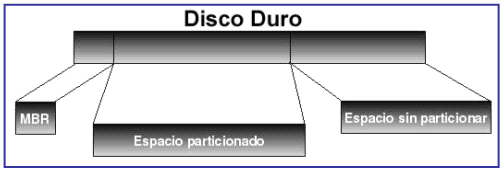 Disco Duro
MBR
Espacio particionado
Espacio sin particionar